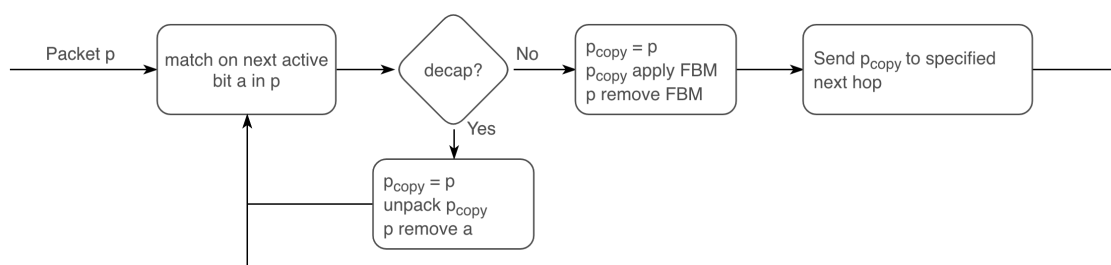 Packet p
match on next active
bit a in p
decap?
No
Yes
pcopy = p
pcopy apply FBM
p remove FBM
Send pcopy to specified
next hop
pcopy = p
unpack pcopy
p remove a